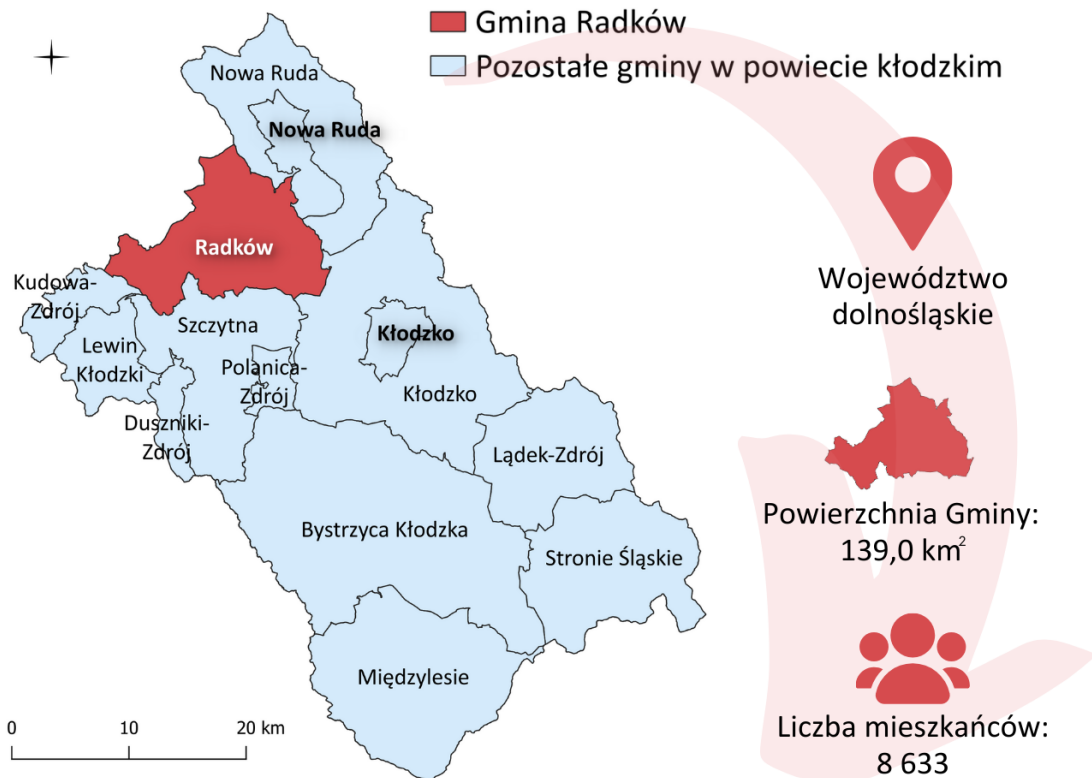 Gmina Radków
Pozostałe gminy w powiecie kłodzkim
Nowa Ruda
Nowa Ruda
Radków
Kudowa-
Zdrój
Szczytna
Lewin
Kłodzki
Polanica-
Zdrój
Duszniki-
Zdrój
Kłodzko
Kłodzko
Lądek-Zdrój
Bystrzyca Kłodzka
Stronie Śląskie
Międzylesie
0 10 20 km
Województwo
dolnośląskie
Powierzchnia Gminy:
139,0 km²
Liczba mieszkańców:
8 633